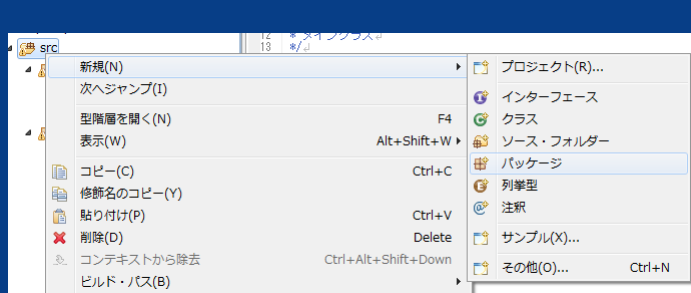 12 * メインクラス
13 */
src
新規(N)
次へジャンプ(I)
型階層を開く(N) F4
表示(W) Alt+Shift+W
コピー(C) Ctrl+C
修飾名のコピー(Y)
貼り付け(P) Ctrl+V
削除(D) Delete
コンテキストから除去 Ctrl+Alt+Shift+Down
ビルド・パス(B)
プロジェクト(R)...
インターフェース
クラス
ソース・フォルダー
パッケージ
列挙型
注釈
サンプル(X)...
その他(O)... Ctrl+N